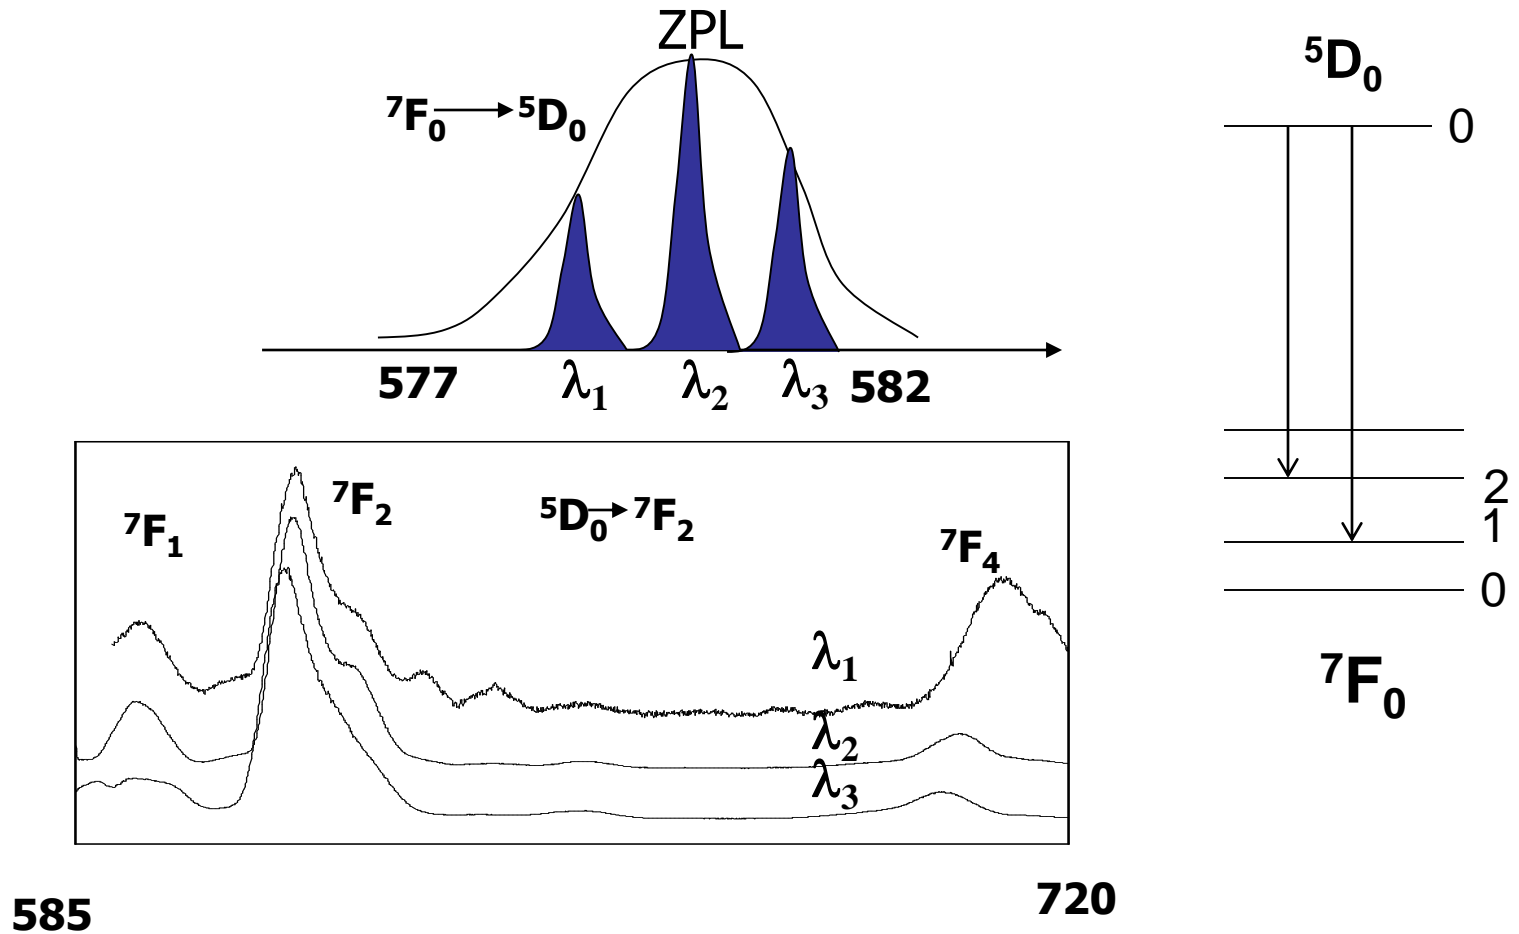 ZPL
⁷F₀ → ⁵D₀
577 λ₁ λ₂ λ₃ 582
⁷F₁
⁷F₂
⁵D₀ → ⁷F₂
⁷F₄
λ₁
λ₂
λ₃
585
720
⁵D₀
0
2
1
0
⁷F₀